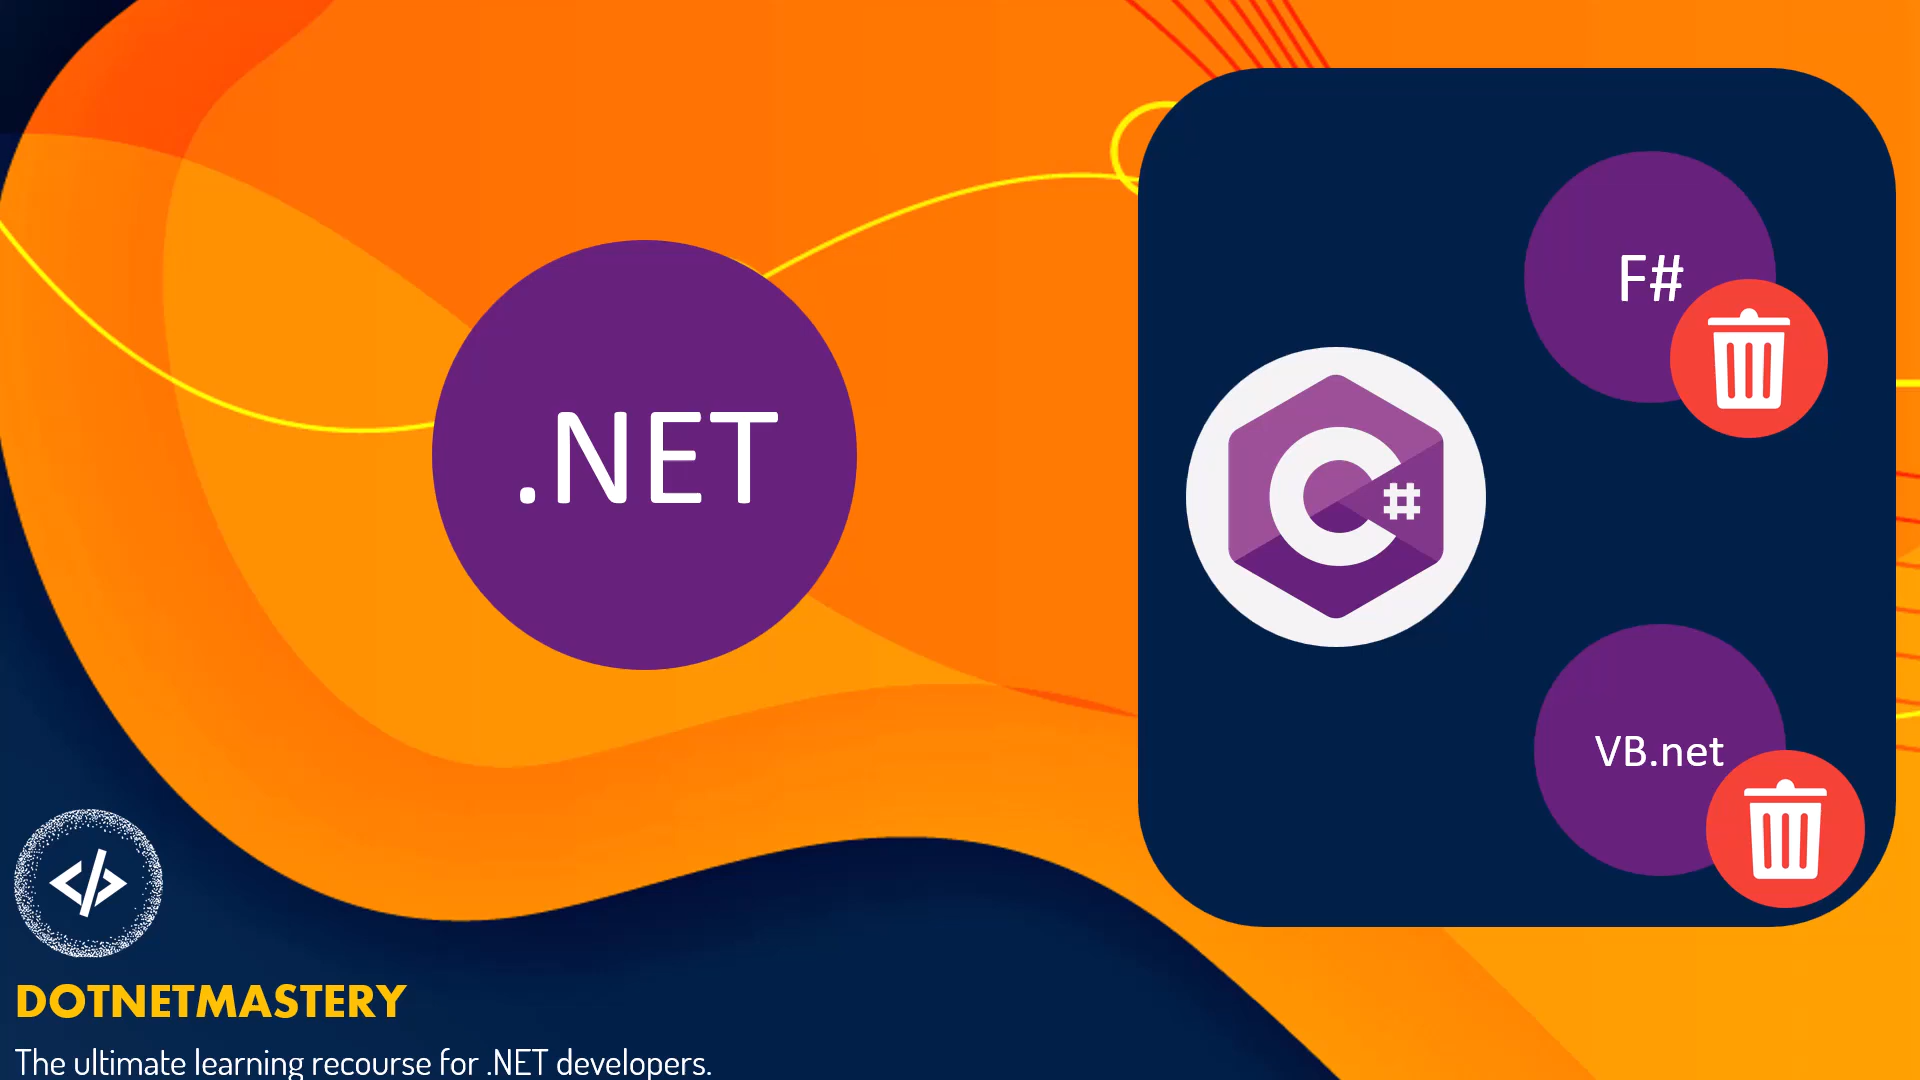 .NET
F#
C#
VB.net
DOTNETMASTERY
The ultimate learning recourse for .NET developers.